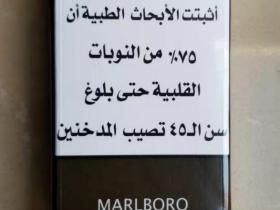 أثبتت الأبحاث الطبية أن
٧٥٪ من النوبات
القلبية حتى بلوغ
سن الـ٤٥ تصيب المدخنين
MARLBORO